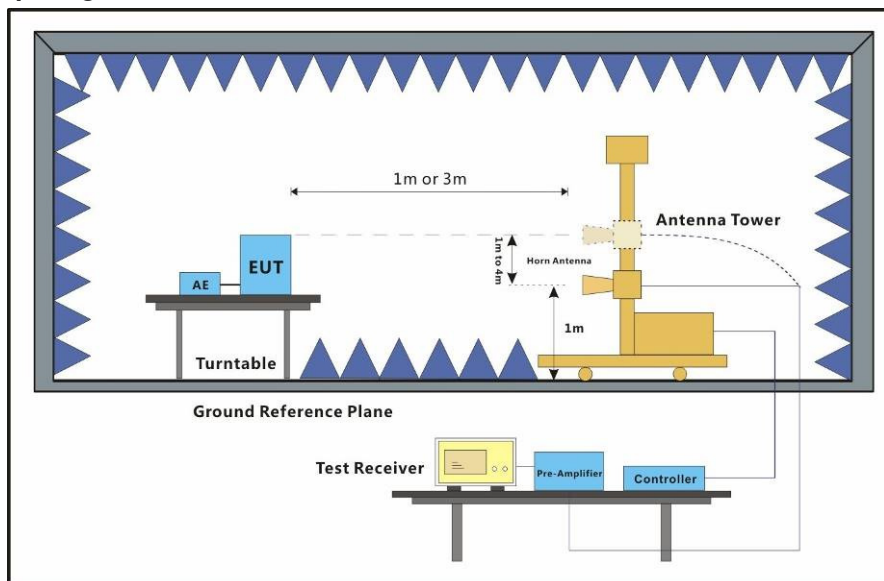 1m or 3m
Antenna Tower
1m to 4m
Horn Antenna
EUT
AE
1m
Turntable
Ground Reference Plane
Test Receiver
Pre-Amplifier
Controller